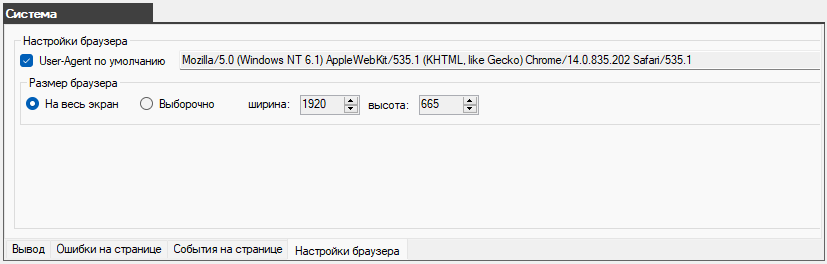 Система
Настройки браузера
User-Agent по умолчанию Mozilla/5.0 (Windows NT 6.1) AppleWebKit/535.1 (KHTML, like Gecko) Chrome/14.0.835.202 Safari/535.1
Размер браузера
На весь экран Выборочно ширина: 1920 высота: 665
Вывод Ошибки на странице События на странице Настройки браузера